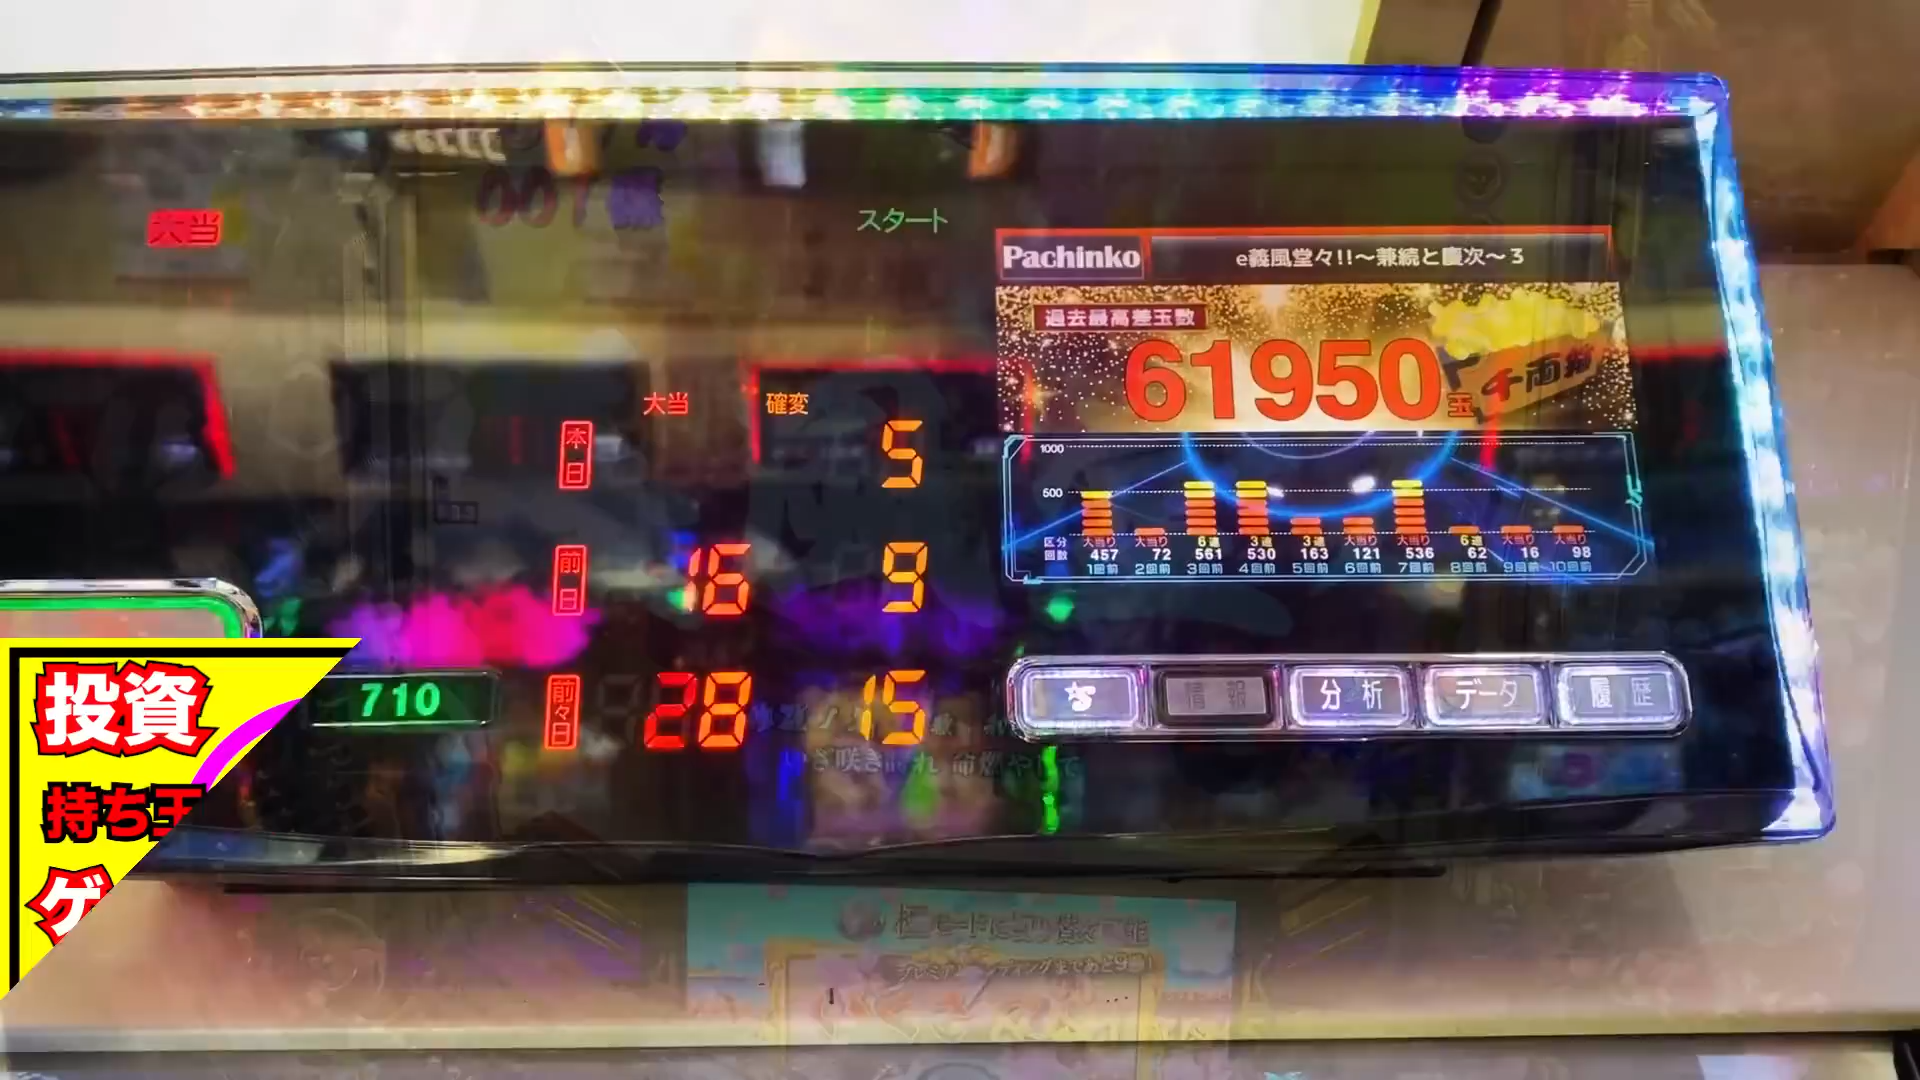 大当
スタート
Pachinko
e義風堂々!!～兼続と慶次～3
過去最高差玉数
61950玉
千両箱
大当 確変
本日 5
前日 16 9
前々日 28 15
1000
500
区分 大当り 大当り 6連 3連 3連 大当り 大当り 6連 大当り 大当り
回数 457 72 561 530 163 121 536 62 16 98
1回前 2回前 3回前 4回前 5回前 6回前 7回前 8回前 9回前 10回前
710
情報 分析 データ 履歴
投資
持ち玉
ゲ